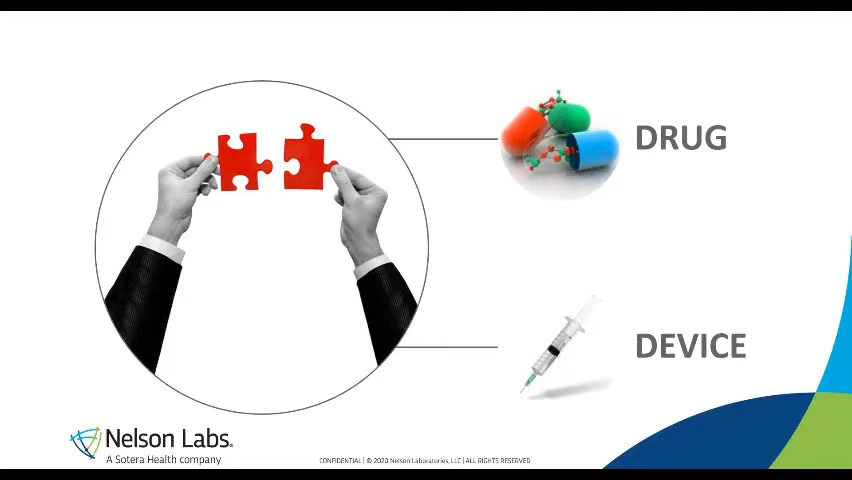 DRUG
DEVICE
Nelson Labs.
A Sotera Health company
CONFIDENTIAL | © 2020 Nelson Laboratories, LLC | ALL RIGHTS RESERVED